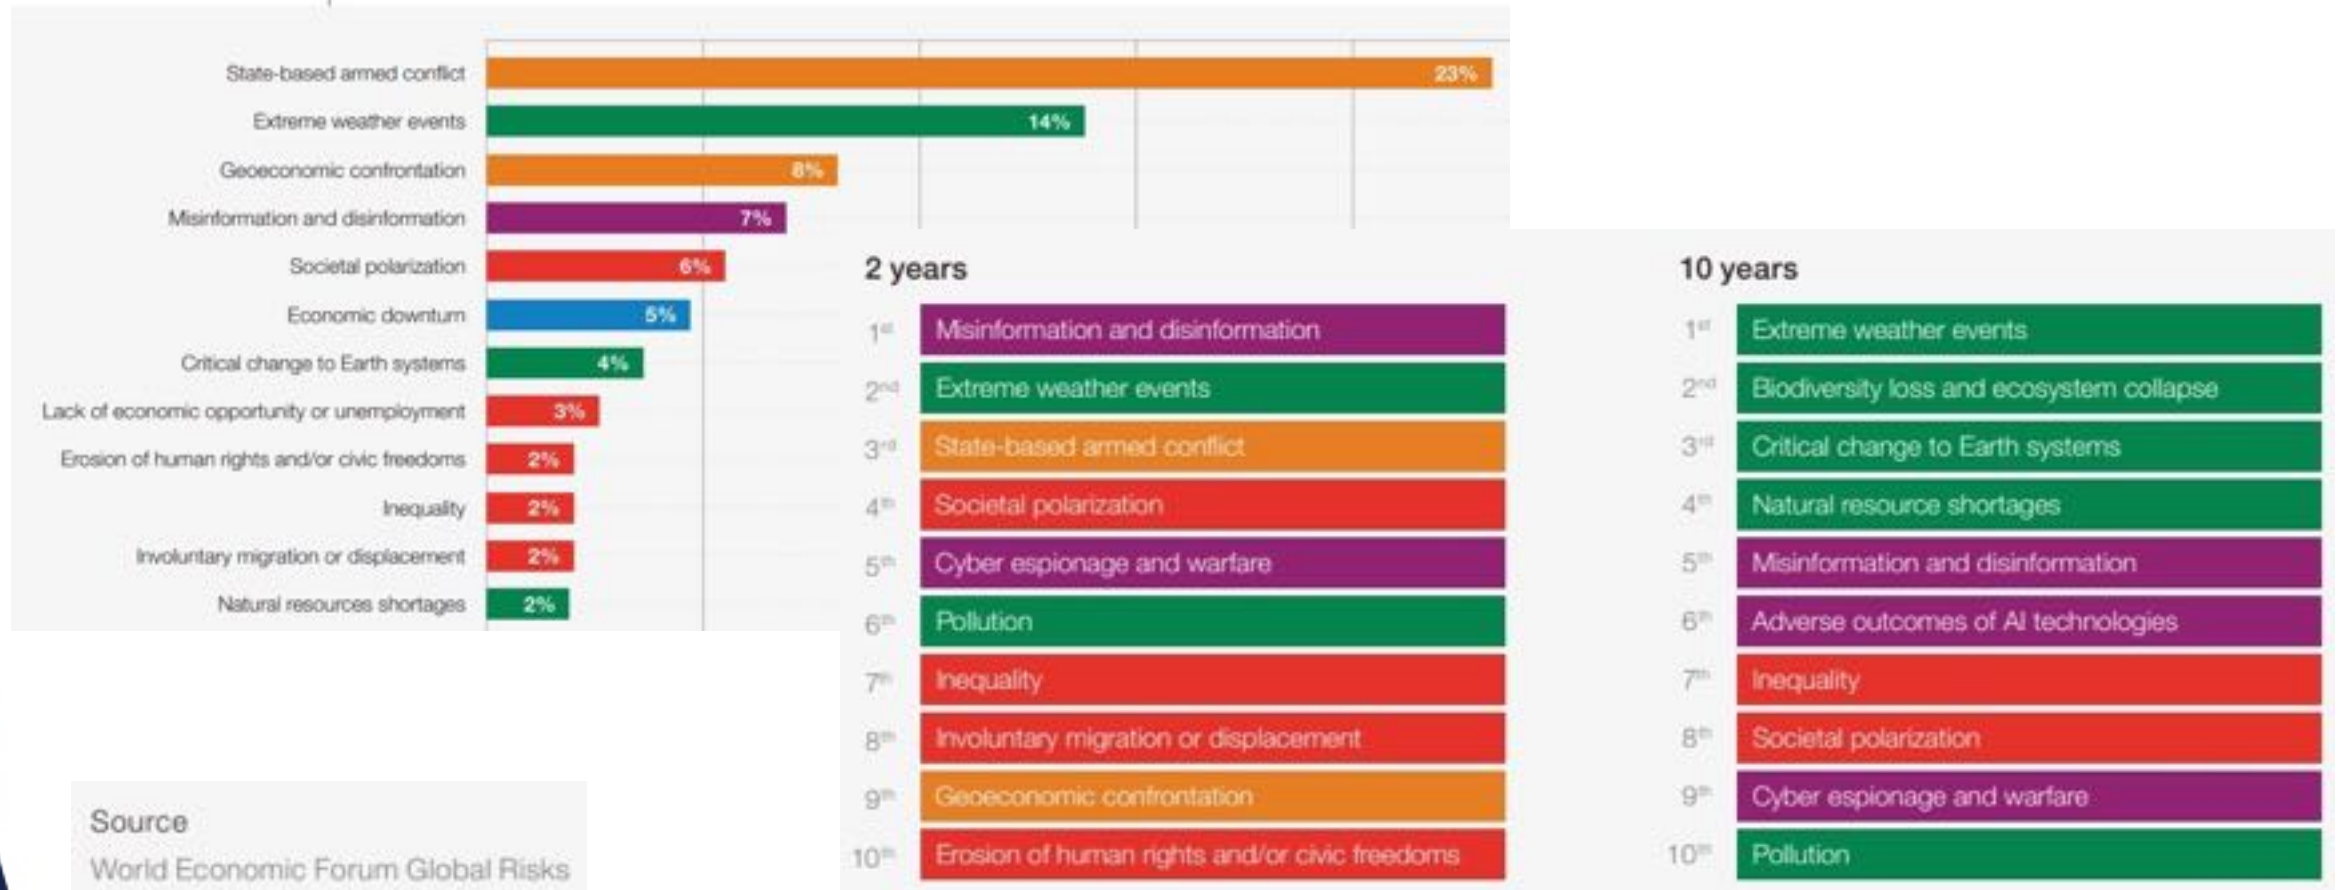 State-based armed conflict 23%
Extreme weather events 14%
Geoeconomic confrontation 8%
Misinformation and disinformation 7%
Societal polarization 6%
Economic downturn 5%
Critical change to Earth systems 4%
Lack of economic opportunity or unemployment 3%
Erosion of human rights and/or civic freedoms 2%
Inequality 2%
Involuntary migration or displacement 2%
Natural resources shortages 2%
2 years
1st Misinformation and disinformation
2nd Extreme weather events
3rd State-based armed conflict
4th Societal polarization
5th Cyber espionage and warfare
6th Pollution
7th Inequality
8th Involuntary migration or displacement
9th Geoeconomic confrontation
10th Erosion of human rights and/or civic freedoms
10 years
1st Extreme weather events
2nd Biodiversity loss and ecosystem collapse
3rd Critical change to Earth systems
4th Natural resource shortages
5th Misinformation and disinformation
6th Adverse outcomes of AI technologies
7th Inequality
8th Societal polarization
9th Cyber espionage and warfare
10th Pollution
Source
World Economic Forum Global Risks